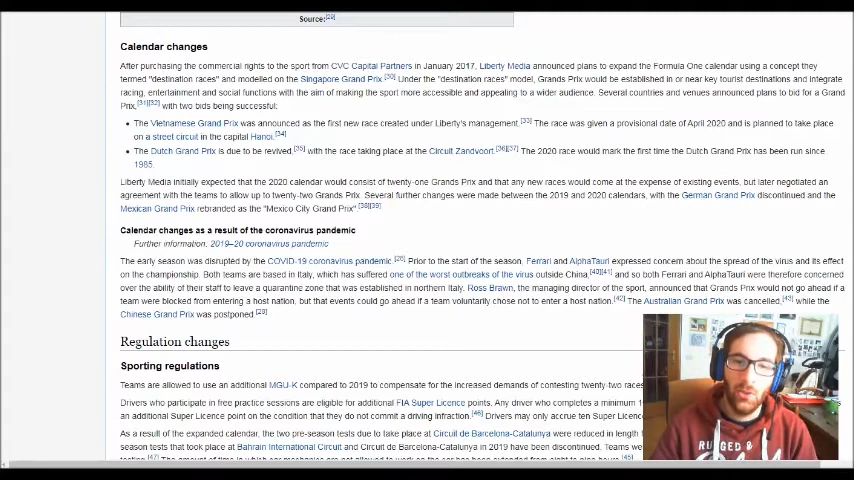 Source:[29]
Calendar changes
After purchasing the commercial rights to the sport from CVC Capital Partners in January 2017, Liberty Media announced plans to expand the Formula One calendar using a concept they
termed "destination races" and modelled on the Singapore Grand Prix.[30] Under the "destination races" model, Grands Prix would be established in or near key tourist destinations and integrate
racing, entertainment and social functions with the aim of making the sport more accessible and appealing to a wider audience. Several countries and venues announced plans to bid for a Grand
Prix,[31][32] with two bids being successful:
• The Vietnamese Grand Prix was announced as the first new race created under Liberty's management.[33] The race was given a provisional date of April 2020 and is planned to take place
on a street circuit in the capital Hanoi.[34]
• The Dutch Grand Prix is due to be revived,[35] with the race taking place at the Circuit Zandvoort.[36][37] The 2020 race would mark the first time the Dutch Grand Prix has been run since
1985.
Liberty Media initially expected that the 2020 calendar would consist of twenty-one Grands Prix and that any new races would come at the expense of existing events, but later negotiated an
agreement with the teams to allow up to twenty-two Grands Prix. Several further changes were made between the 2019 and 2020 calendars, with the German Grand Prix discontinued and the
Mexican Grand Prix rebranded as the "Mexico City Grand Prix".[38][39]
Calendar changes as a result of the coronavirus pandemic
Further information: 2019–20 coronavirus pandemic
The early season was disrupted by the COVID-19 coronavirus pandemic.[28] Prior to the start of the season, Ferrari and AlphaTauri expressed concern about the spread of the virus and its effect
on the championship. Both teams are based in Italy, which has suffered one of the worst outbreaks of the virus outside China,[40][41] and so both Ferrari and AlphaTauri were therefore concerned
over the ability of their staff to leave a quarantine zone that was established in northern Italy. Ross Brawn, the managing director of the sport, announced that Grands Prix would not go ahead if a
team were blocked from entering a host nation, but that events could go ahead if a team voluntarily chose not to enter a host nation.[42] The Australian Grand Prix was cancelled,[43] while the
Chinese Grand Prix was postponed.[28]
Regulation changes
Sporting regulations
Teams are allowed to use an additional MGU-K compared to 2019 to compensate for the increased demands of contesting twenty-two races
Drivers who participate in free practice sessions are eligible for additional FIA Super Licence points. Any driver who completes a minimum 1
an additional Super Licence point on the condition that they do not commit a driving infraction.[46] Drivers may only accrue ten Super Licenc
As a result of the expanded calendar, the two pre-season tests due to take place at Circuit de Barcelona-Catalunya were reduced in length f
season tests that took place at Bahrain International Circuit and Circuit de Barcelona-Catalunya in 2019 have been discontinued. Teams we
RUGGED &